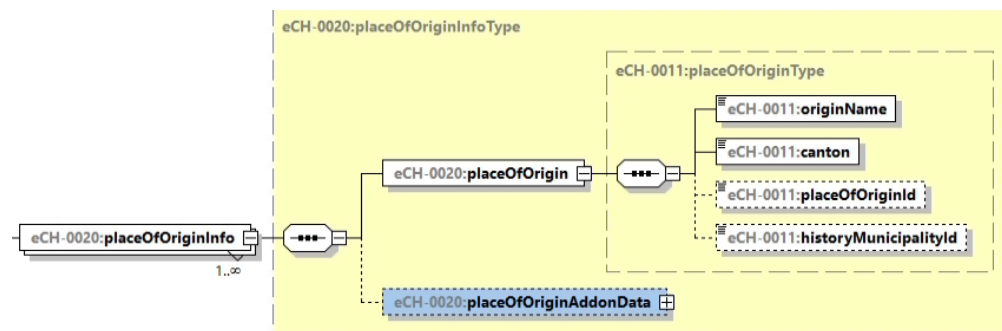 eCH-0020:placeOfOriginInfoType
eCH-0011:placeOfOriginType
eCH-0011:originName
eCH-0011:canton
eCH-0020:placeOfOrigin
eCH-0011:placeOfOriginId
eCH-0011:historyMunicipalityId
eCH-0020:placeOfOriginInfo
1..∞
eCH-0020:placeOfOriginAddonData